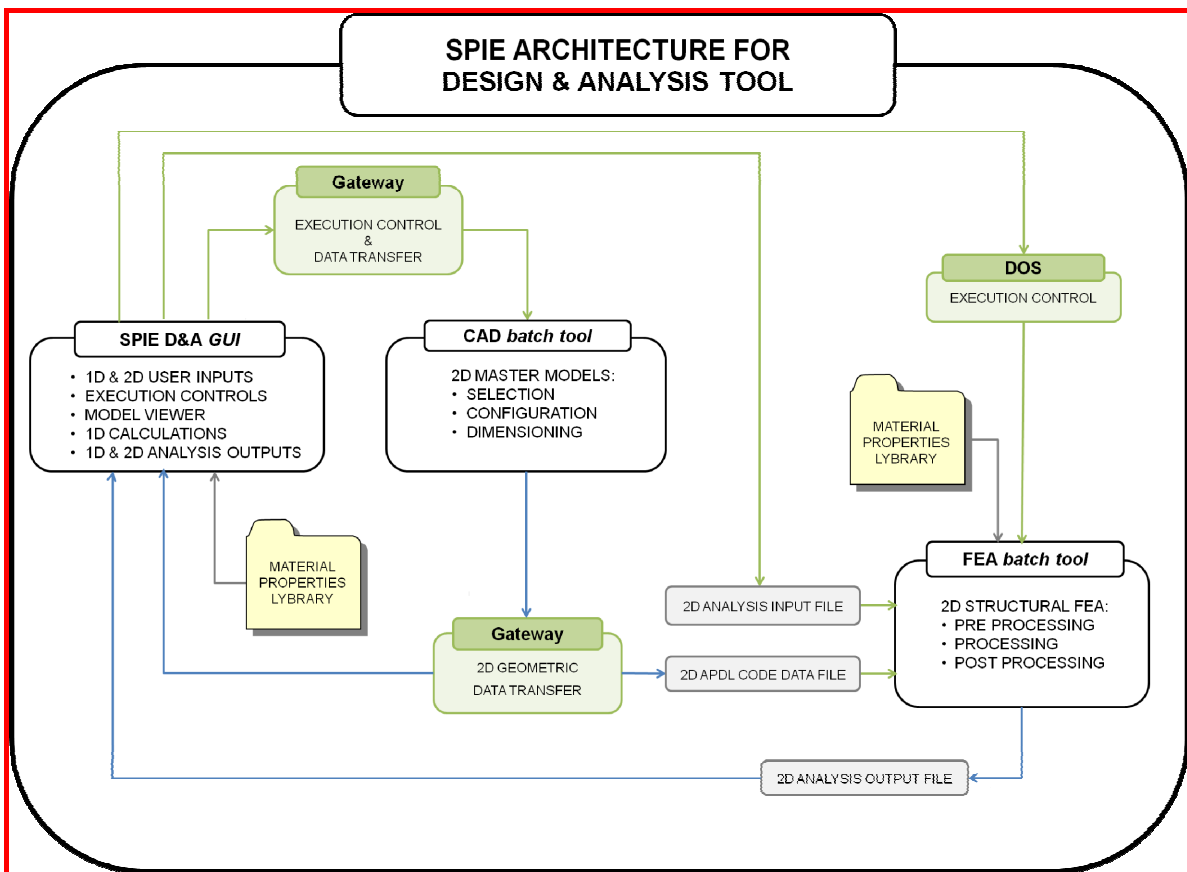 SPIE ARCHITECTURE FOR
DESIGN & ANALYSIS TOOL
Gateway
EXECUTION CONTROL
&
DATA TRANSFER
DOS
EXECUTION CONTROL
SPIE D&A GUI
• 1D & 2D USER INPUTS
• EXECUTION CONTROLS
• MODEL VIEWER
• 1D CALCULATIONS
• 1D & 2D ANALYSIS OUTPUTS
CAD batch tool
2D MASTER MODELS:
• SELECTION
• CONFIGURATION
• DIMENSIONING
MATERIAL
PROPERTIES
LYBRARY
MATERIAL
PROPERTIES
LYBRARY
FEA batch tool
2D STRUCTURAL FEA:
• PRE PROCESSING
• PROCESSING
• POST PROCESSING
2D ANALYSIS INPUT FILE
Gateway
2D GEOMETRIC
DATA TRANSFER
2D APDL CODE DATA FILE
2D ANALYSIS OUTPUT FILE